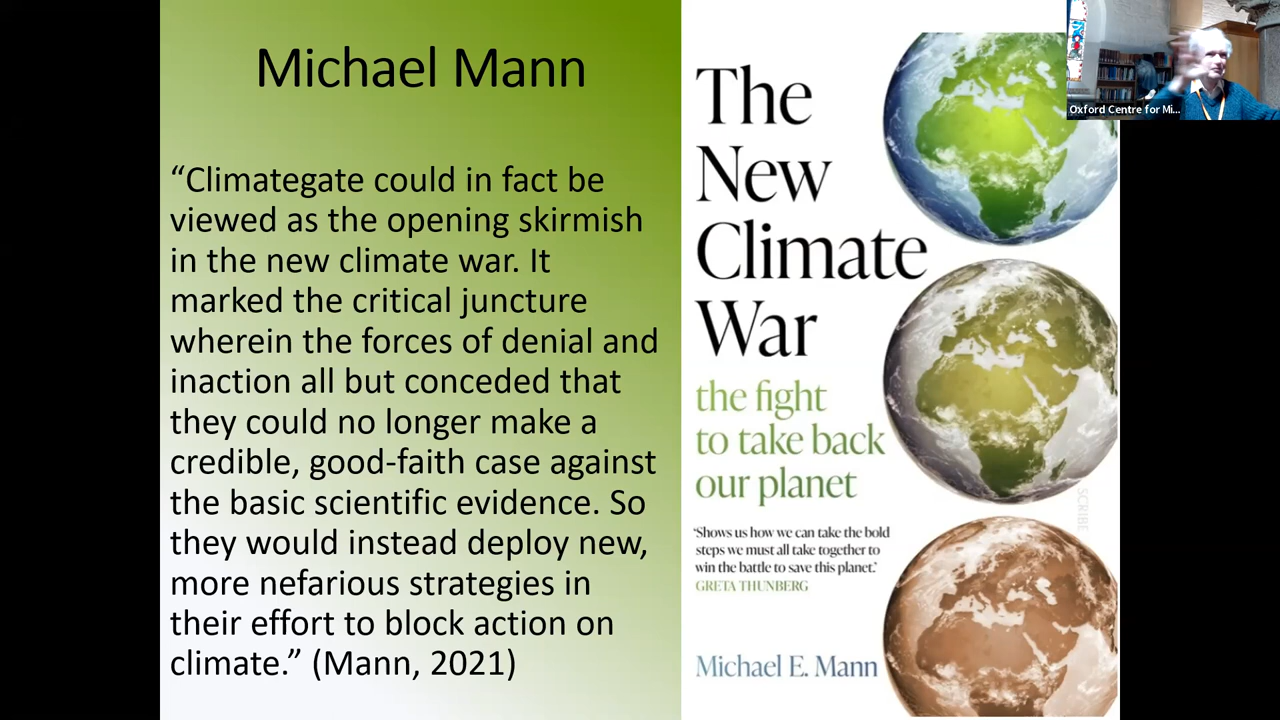 Michael Mann
“Climategate could in fact be
viewed as the opening skirmish
in the new climate war. It
marked the critical juncture
wherein the forces of denial and
inaction all but conceded that
they could no longer make a
credible, good-faith case against
the basic scientific evidence. So
they would instead deploy new,
more nefarious strategies in
their effort to block action on
climate.” (Mann, 2021)
The
New
Climate
War
the fight
to take back
our planet
‘Shows us how we can take the bold
steps we must all take together to
win the battle to save this planet.’
GRETA THUNBERG
Michael E. Mann
SCRIBE
Oxford Centre for Mi...